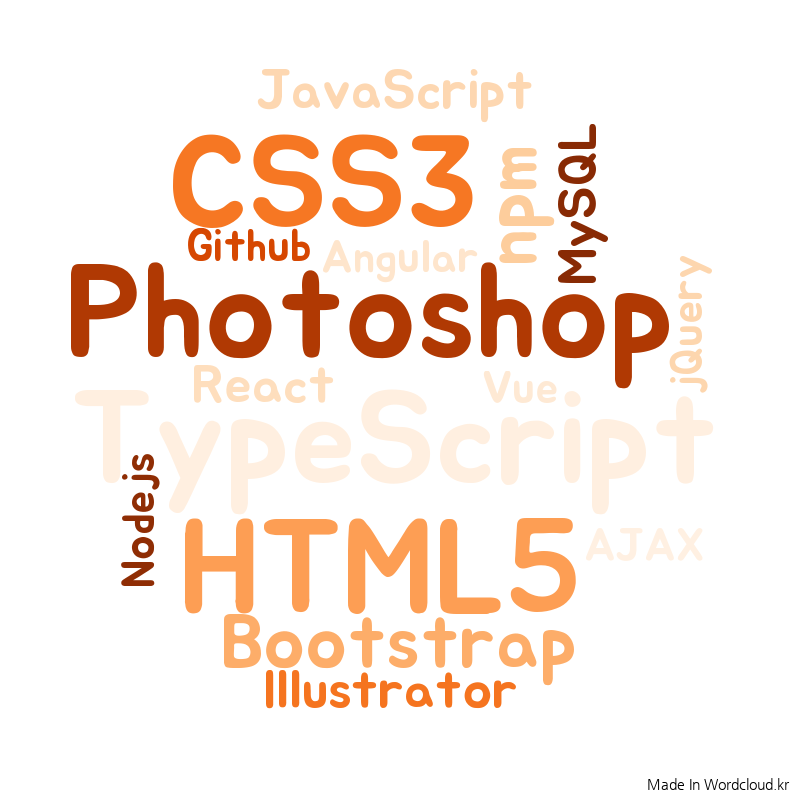 JavaScript
CSS3
npm
MySQL
Github
Angular
Photoshop
jQuery
React
Vue
TypeScript
Nodejs
HTML5
AJAX
Bootstrap
Illustrator
Made In Wordcloud.kr